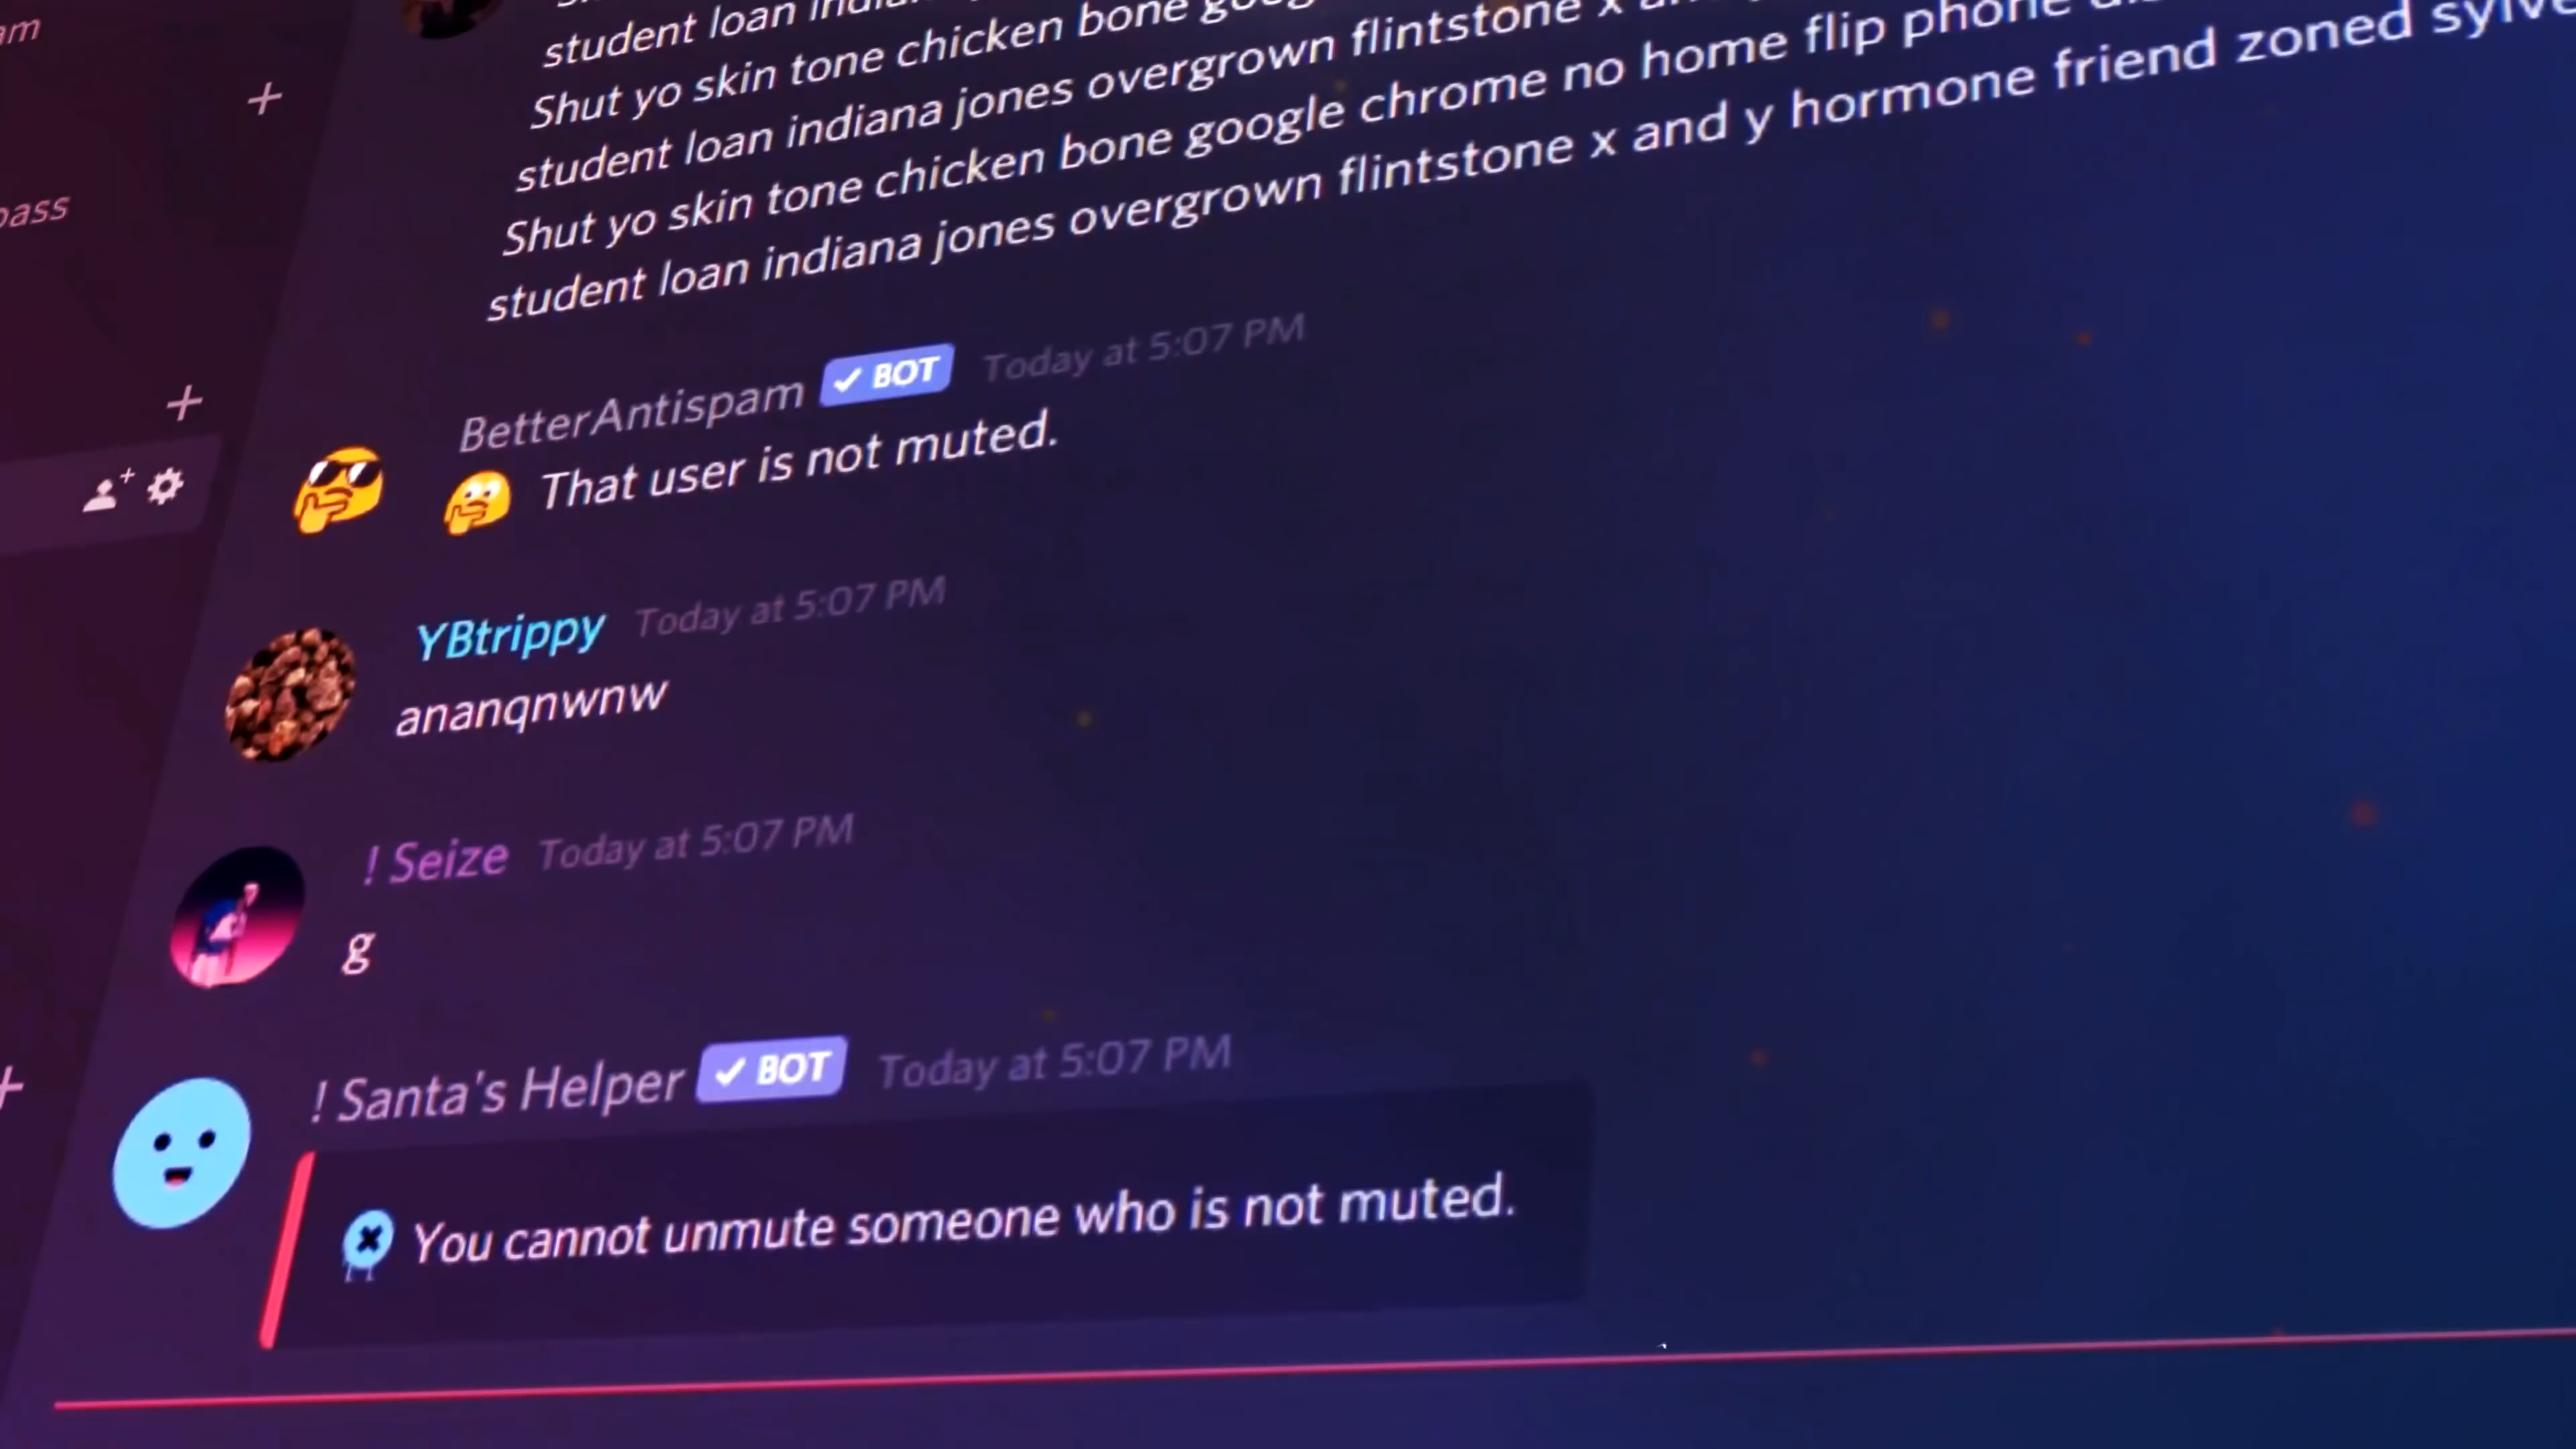 am
pass
student loan
Shut yo skin tone chicken bone
student loan indiana jones overgrown flintstone x
Shut yo skin tone chicken bone google chrome no home flip phone
student loan indiana jones overgrown flintstone x and y hormone friend zoned
BetterAntispam ✓ BOT Today at 5:07 PM
That user is not muted.
YBtrippy Today at 5:07 PM
ananqnwnw
! Seize Today at 5:07 PM
g
! Santa's Helper ✓ BOT Today at 5:07 PM
You cannot unmute someone who is not muted.